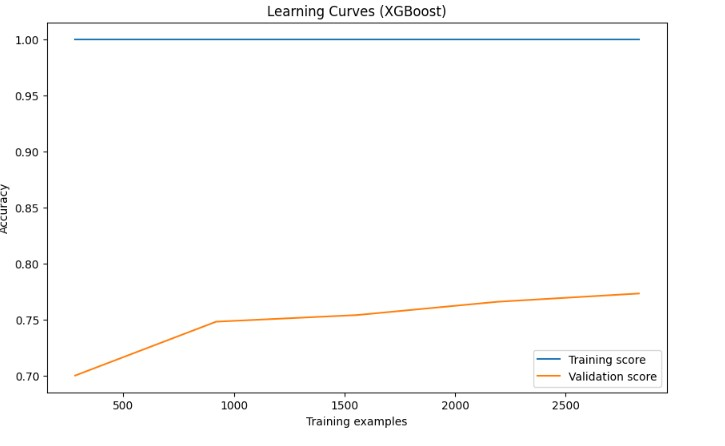 Learning Curves (XGBoost)
1.00
0.95
0.90
0.85
0.80
0.75
0.70
Accuracy
500
1000
1500
2000
2500
Training examples
Training score
Validation score